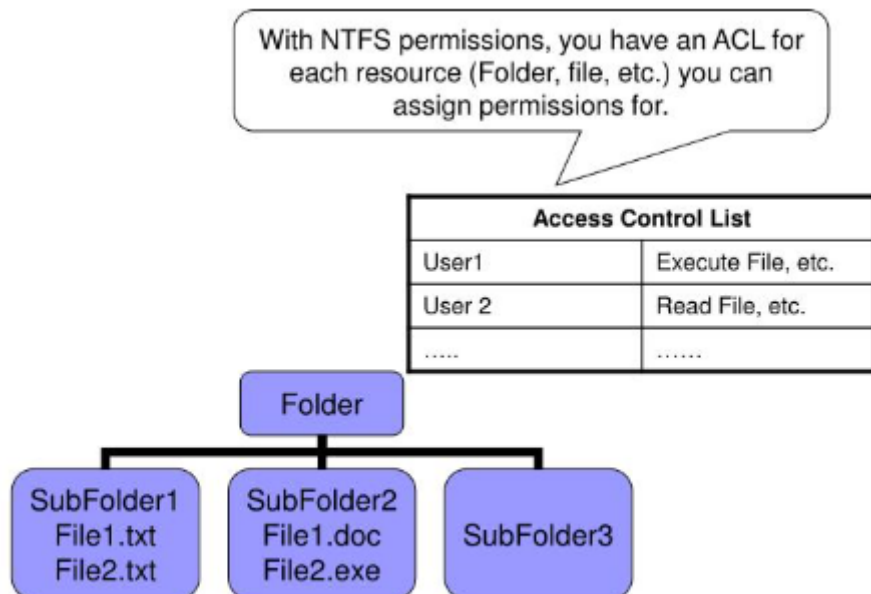 With NTFS permissions, you have an ACL for
each resource (Folder, file, etc.) you can
assign permissions for.
Access Control List
User1 Execute File, etc.
User 2 Read File, etc.
..... ......
Folder
SubFolder1
File1.txt
File2.txt
SubFolder2
File1.doc
File2.exe
SubFolder3